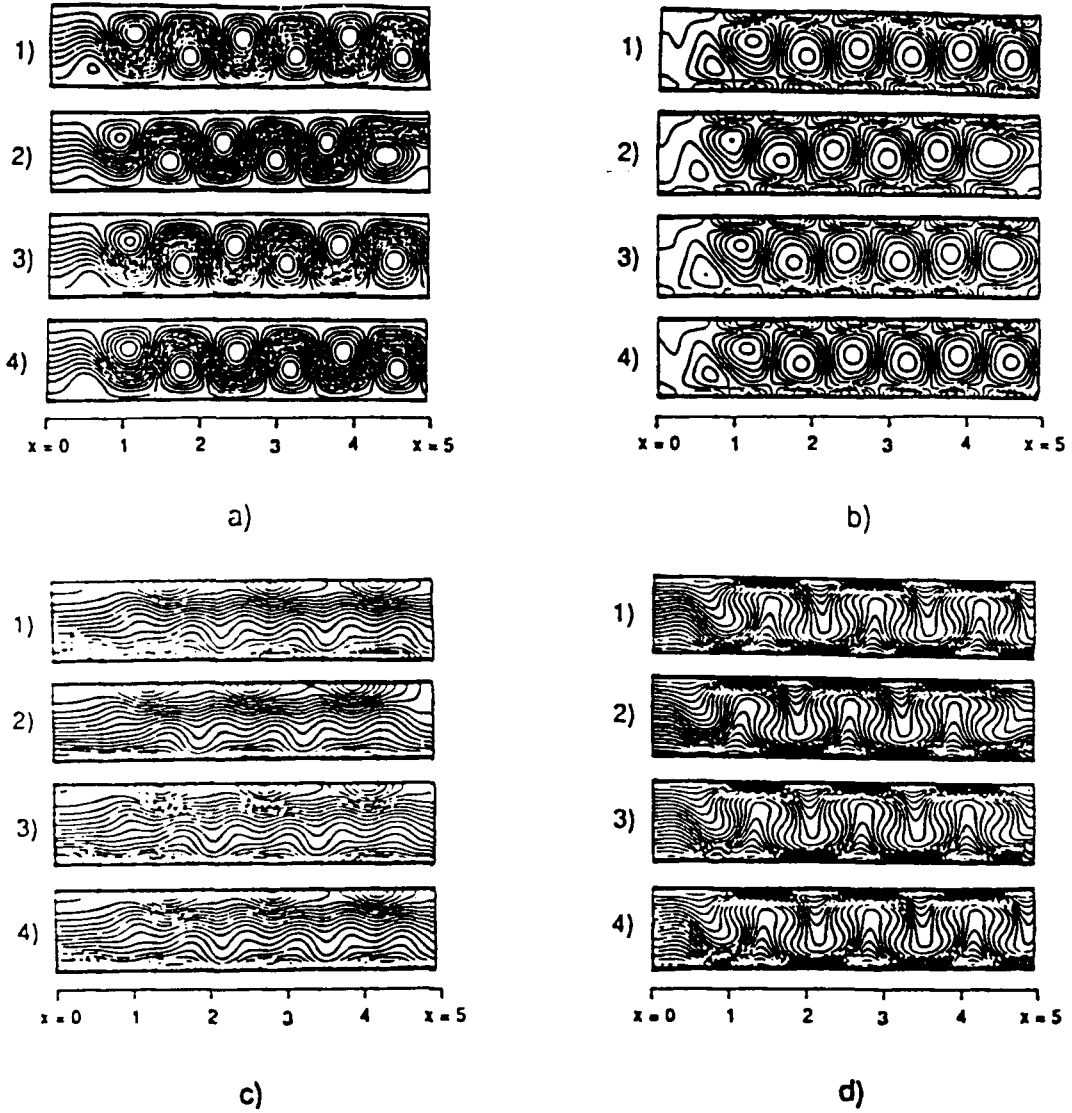 1)
2)
3)
4)
x = 0 1 2 3 4 x = 5
a)
1)
2)
3)
4)
x = 0 1 2 3 4 x = 5
b)
1)
2)
3)
4)
x = 0 1 2 3 4 x = 5
c)
1)
2)
3)
4)
x = 0 1 2 3 4 x = 5
d)